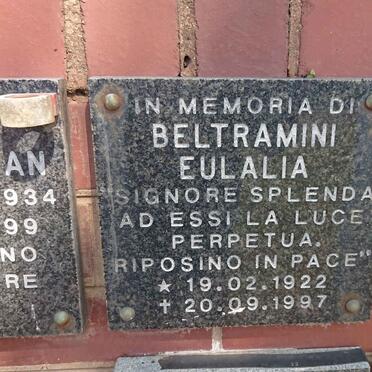 AN
934
99
NO
RE
IN MEMORIA DI
BELTRAMINI
EULALIA
"SIGNORE SPLENDA
AD ESSI LA LUCE
PERPETUA.
RIPOSINO IN PACE"
★ 19.02.1922
✝ 20.09.1997